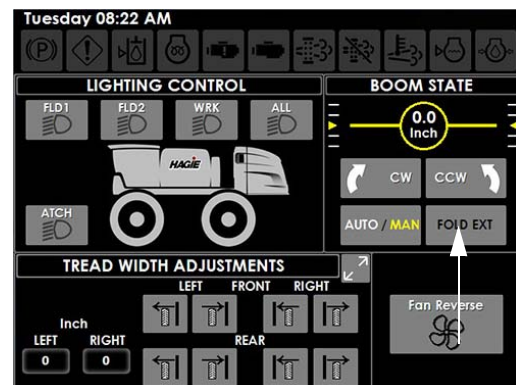 Tuesday 08:22 AM
(P)
LIGHTING CONTROL
FLD1 FLD2 WRK ALL
HAGIE
ATCH
BOOM STATE
0.0
Inch
CW CCW
AUTO / MAN FOLD EXT
TREAD WIDTH ADJUSTMENTS
LEFT FRONT RIGHT
Inch
LEFT RIGHT
REAR
0 0
Fan Reverse